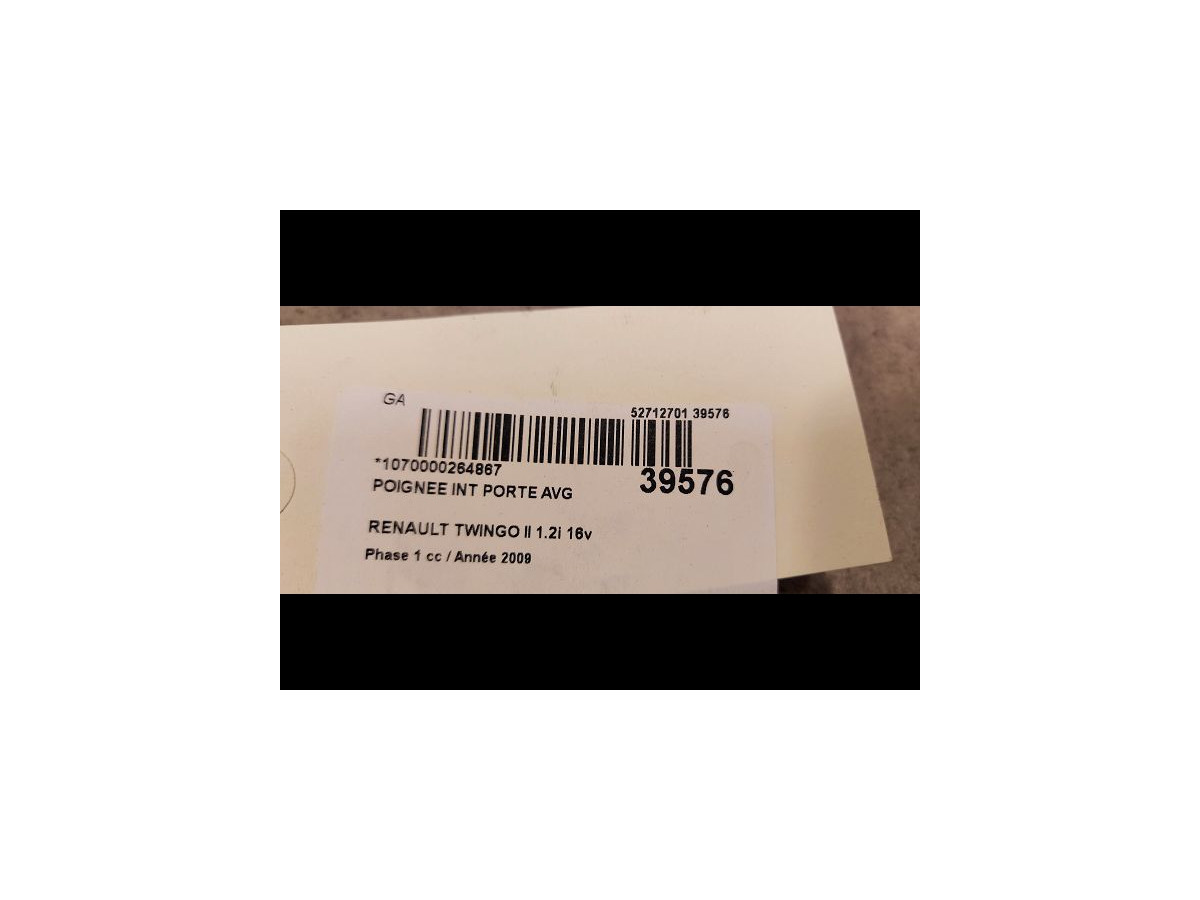 GA
52712701 39576
*1070000264867
39576
POIGNEE INT PORTE AVG
RENAULT TWINGO II 1.2i 16v
Phase 1 cc / Année 2009